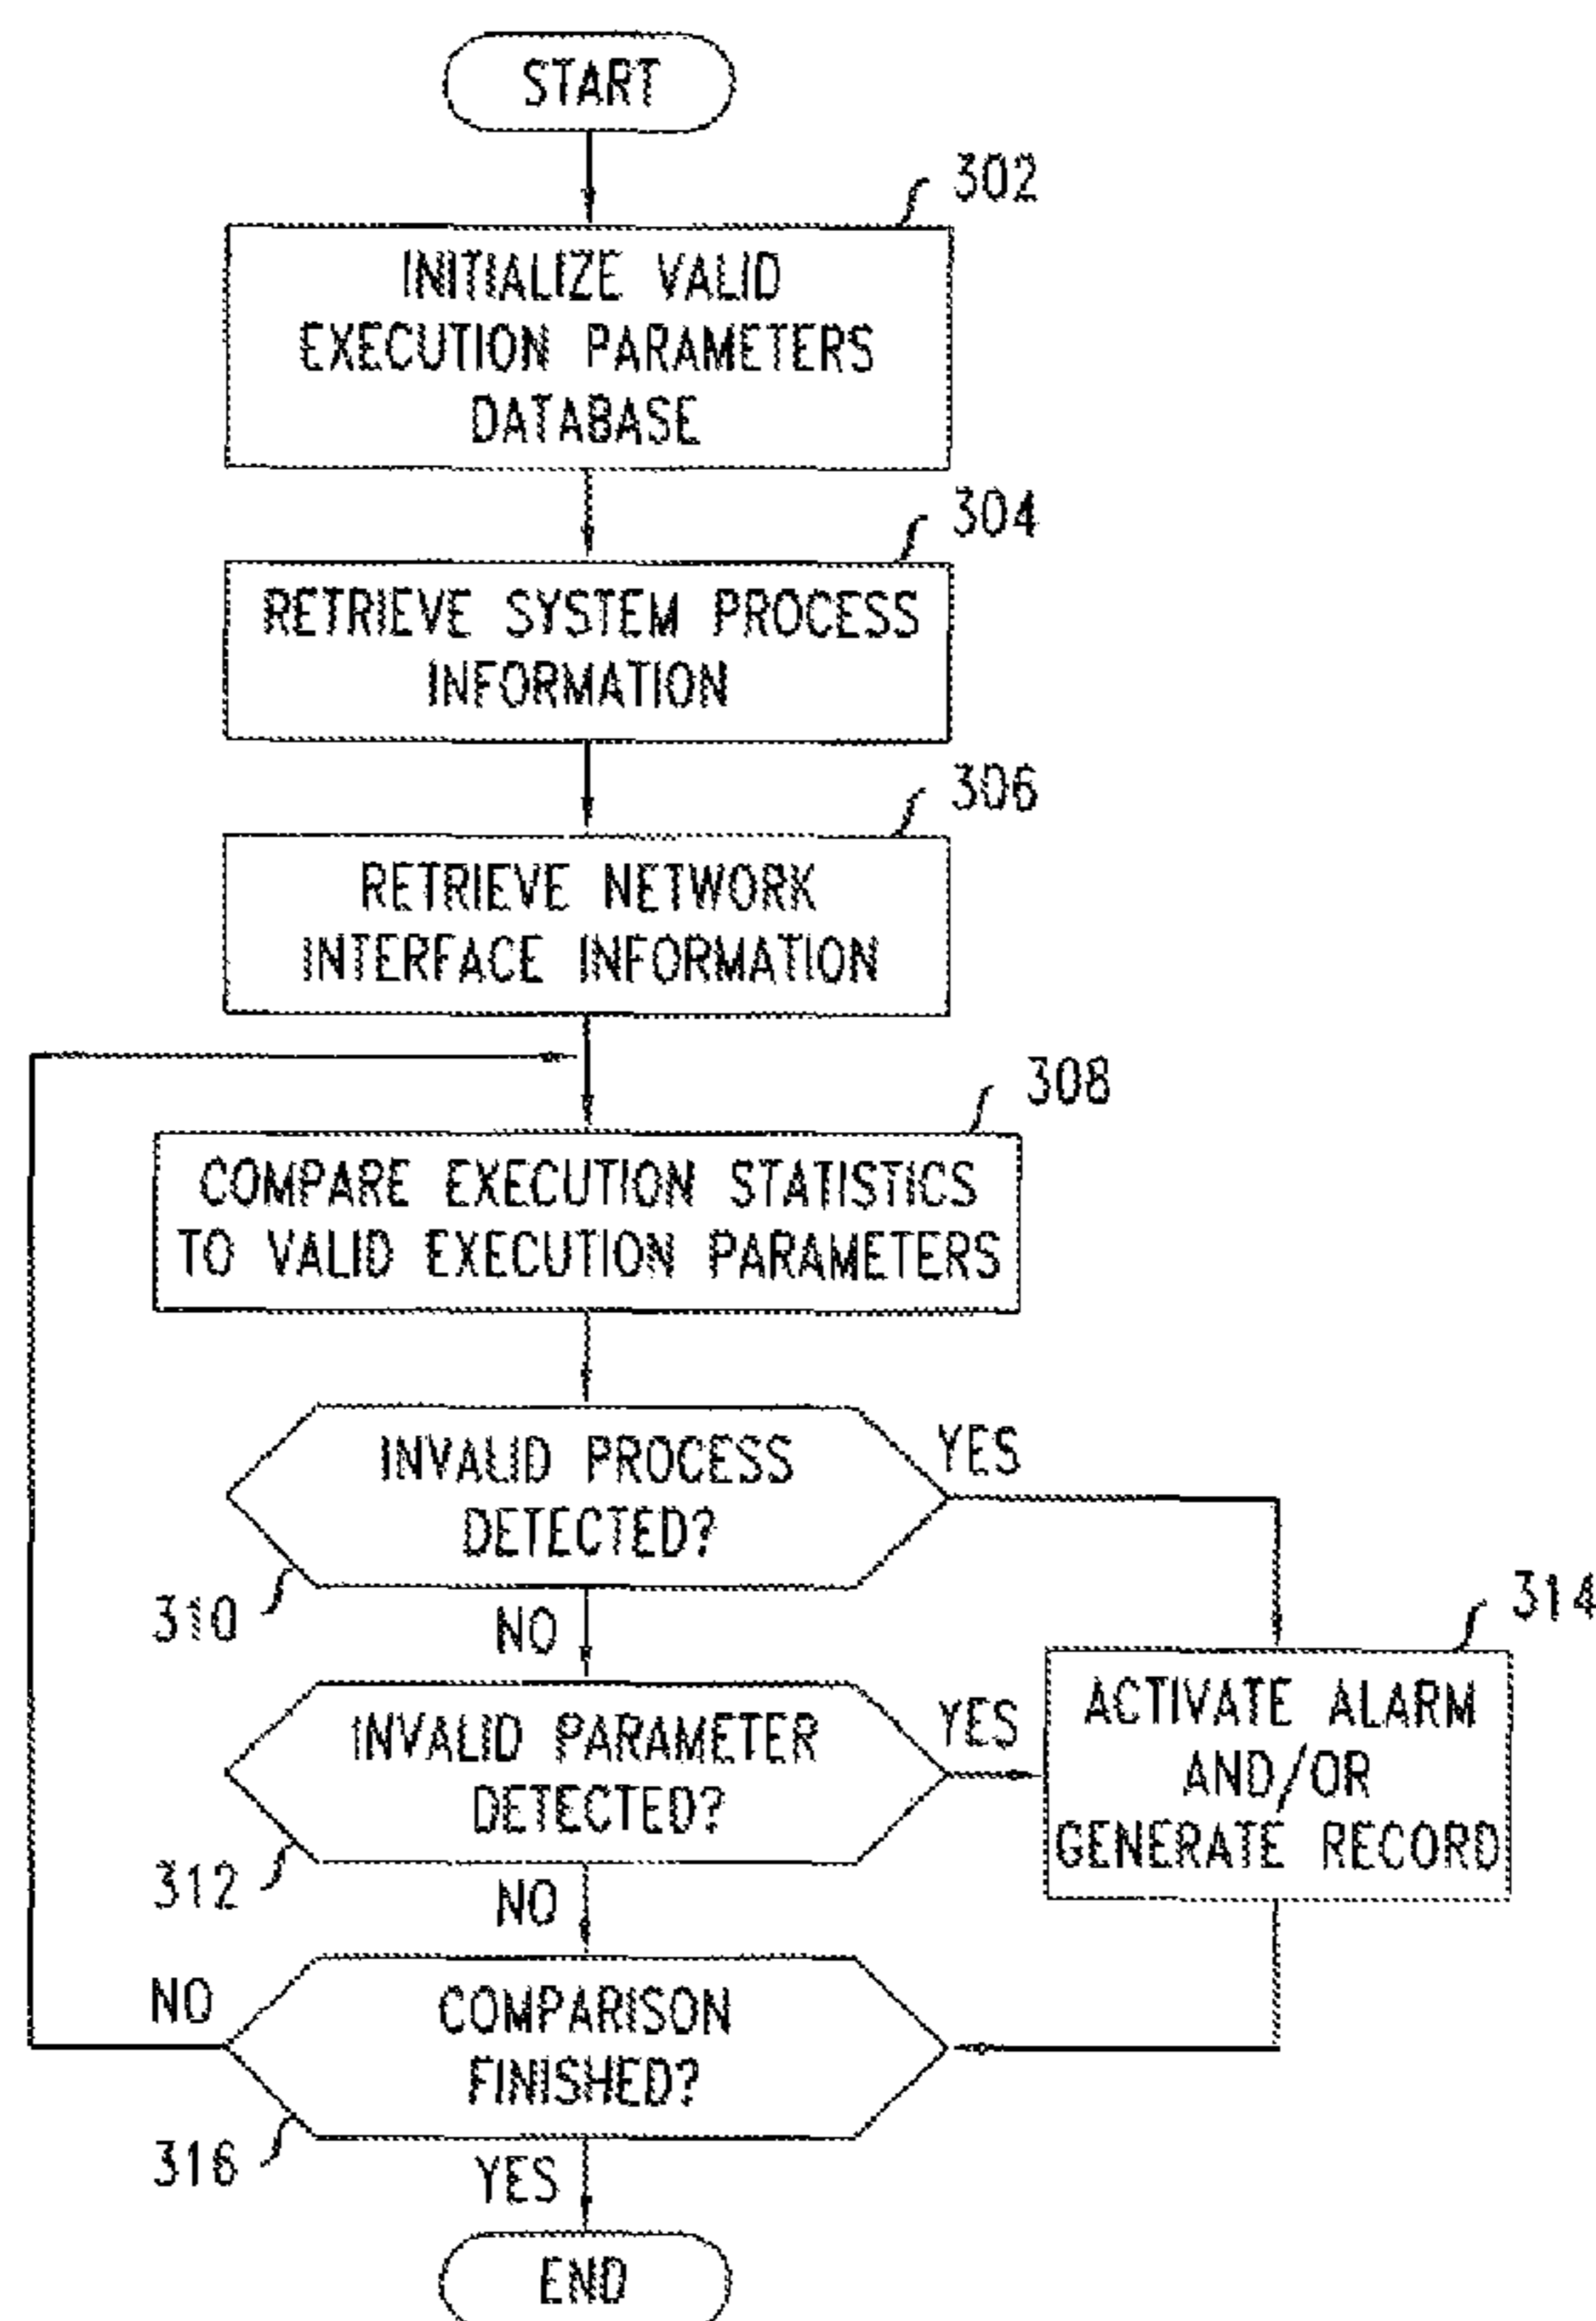 START
302
INITIALIZE VALID
EXECUTION PARAMETERS
DATABASE
304
RETRIEVE SYSTEM PROCESS
INFORMATION
306
RETRIEVE NETWORK
INTERFACE INFORMATION
308
COMPARE EXECUTION STATISTICS
TO VALID EXECUTION PARAMETERS
INVALID PROCESS
DETECTED?
YES
310
NO
314
ACTIVATE ALARM
AND/OR
GENERATE RECORD
INVALID PARAMETER
DETECTED?
YES
312
NO
COMPARISON
FINISHED?
NO
316
YES
END